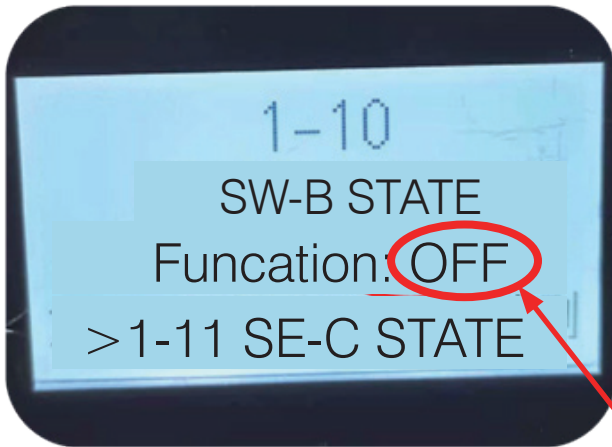 1-10
SW-B STATE
Funcation: OFF
>1-11 SE-C STATE